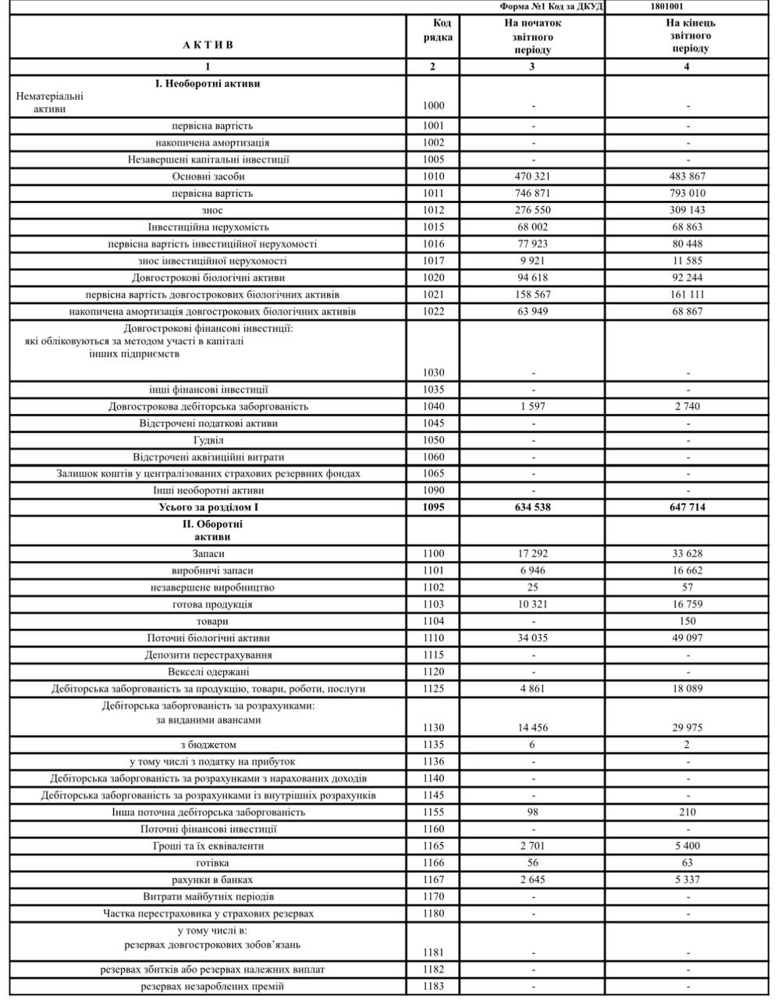 Форма №1 Код за ДКУД 1801001
А К Т И В Код рядка На початок звітного періоду На кінець звітного періоду
1 2 3 4
І. Необоротні активи
Нематеріальні
активи 1000 - -
первісна вартість 1001 - -
накопичена амортизація 1002 - -
Незавершені капітальні інвестиції 1005 - -
Основні засоби 1010 470 321 483 867
первісна вартість 1011 746 871 793 010
знос 1012 276 550 309 143
Інвестиційна нерухомість 1015 68 002 68 863
первісна вартість інвестиційної нерухомості 1016 77 923 80 448
знос інвестиційної нерухомості 1017 9 921 11 585
Довгострокові біологічні активи 1020 94 618 92 244
первісна вартість довгострокових біологічних активів 1021 158 567 161 111
накопичена амортизація довгострокових біологічних активів 1022 63 949 68 867
Довгострокові фінансові інвестиції:
які обліковуються за методом участі в капіталі
інших підприємств
1030 - -
інші фінансові інвестиції 1035 - -
Довгострокова дебіторська заборгованість 1040 1 597 2 740
Відстрочені податкові активи 1045 - -
Гудвіл 1050 - -
Відстрочені аквізиційні витрати 1060 - -
Залишок коштів у централізованих страхових резервних фондах 1065 - -
Інші необоротні активи 1090 - -
Усього за розділом І 1095 634 538 647 714
ІІ. Оборотні
активи
Запаси 1100 17 292 33 628
виробничі запаси 1101 6 946 16 662
незавершене виробництво 1102 25 57
готова продукція 1103 10 321 16 759
товари 1104 - 150
Поточні біологічні активи 1110 34 035 49 097
Депозити перестрахування 1115 - -
Векселі одержані 1120 - -
Дебіторська заборгованість за продукцію, товари, роботи, послуги 1125 4 861 18 089
Дебіторська заборгованість за розрахунками:
за виданими авансами
1130 14 456 29 975
з бюджетом 1135 6 2
у тому числі з податку на прибуток 1136 - -
Дебіторська заборгованість за розрахунками з нарахованих доходів 1140 - -
Дебіторська заборгованість за розрахунками із внутрішніх розрахунків 1145 - -
Інша поточна дебіторська заборгованість 1155 98 210
Поточні фінансові інвестиції 1160 - -
Гроші та їх еквіваленти 1165 2 701 5 400
готівка 1166 56 63
рахунки в банках 1167 2 645 5 337
Витрати майбутніх періодів 1170 - -
Частка перестраховика у страхових резервах 1180 - -
у тому числі в:
резервах довгострокових зобов’язань
1181 - -
резервах збитків або резервах належних виплат 1182 - -
резервах незароблених премій 1183 - -